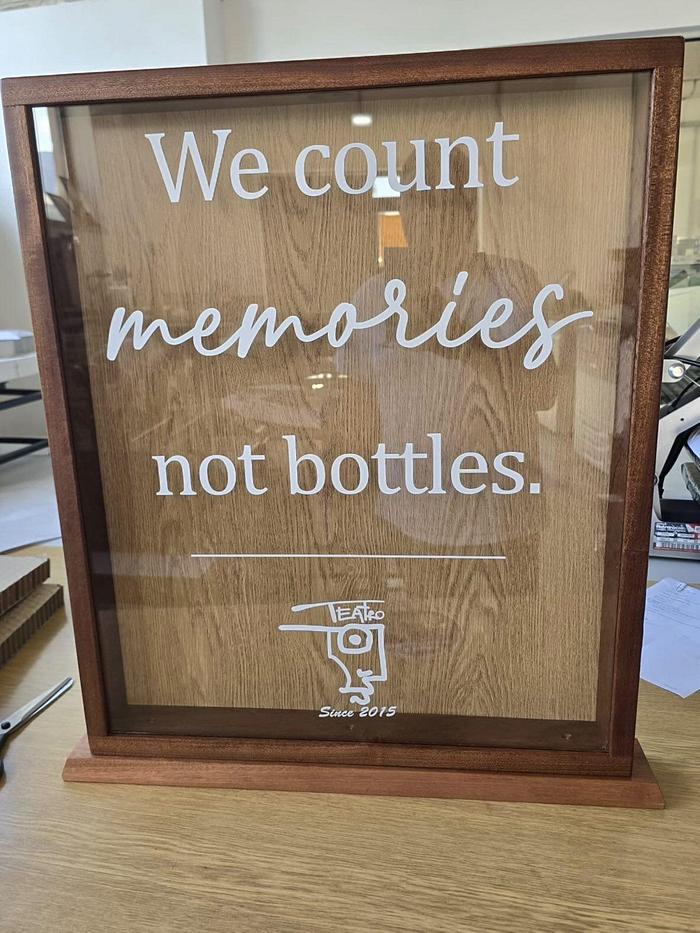 We count
memories
not bottles.
TEATRO
Since 2015